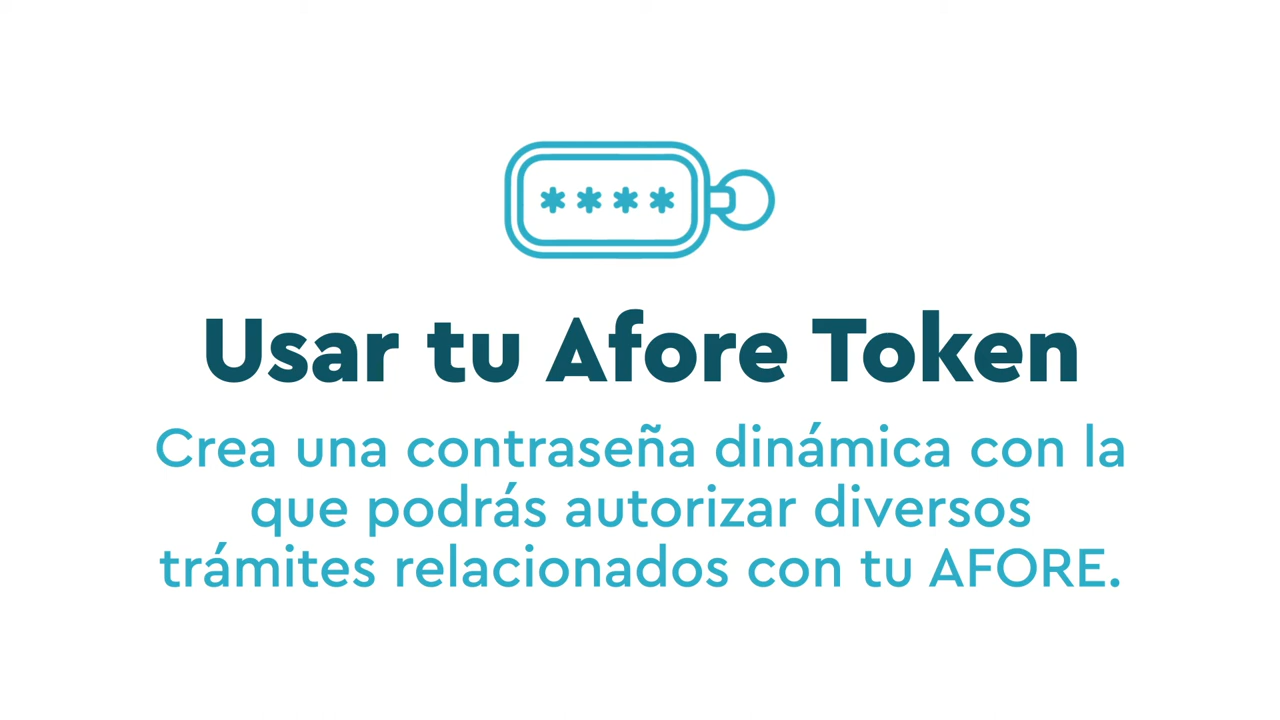 ****
Usar tu Afore Token
Crea una contraseña dinámica con la
que podrás autorizar diversos
trámites relacionados con tu AFORE.